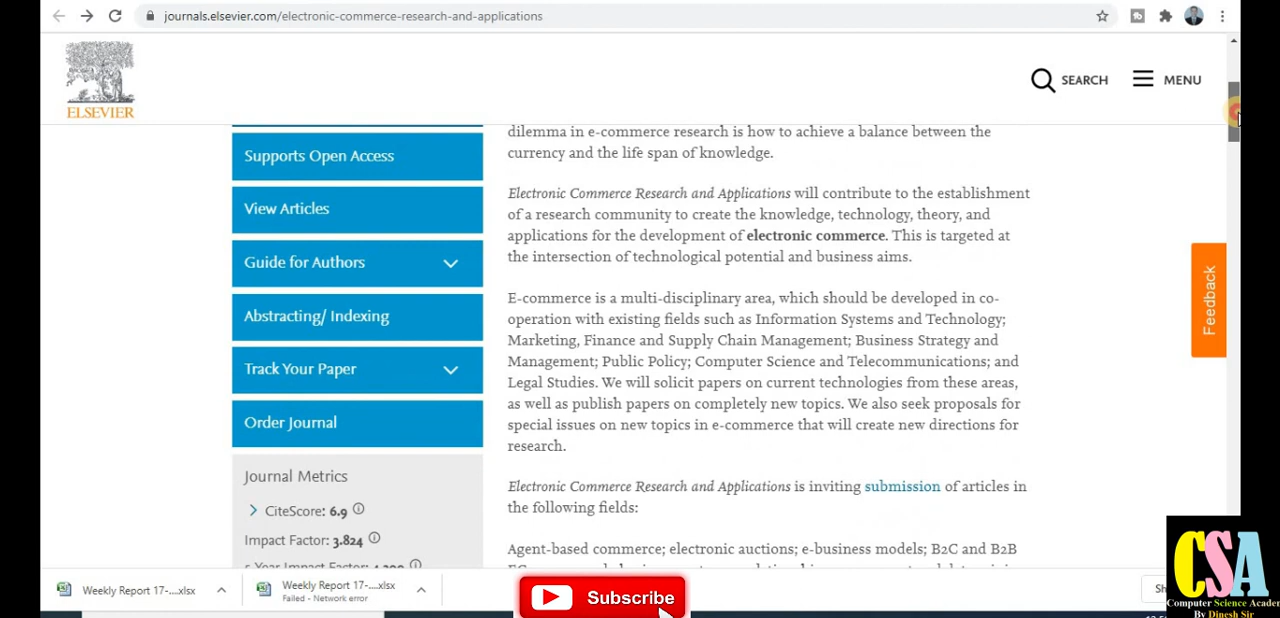 journals.elsevier.com/electronic-commerce-research-and-applications
ELSEVIER
SEARCH
MENU
Supports Open Access
View Articles
Guide for Authors
Abstracting/ Indexing
Track Your Paper
Order Journal
Journal Metrics
CiteScore: 6.9
Impact Factor: 3.824
dilemma in e-commerce research is how to achieve a balance between the
currency and the life span of knowledge.
Electronic Commerce Research and Applications will contribute to the establishment
of a research community to create the knowledge, technology, theory, and
applications for the development of electronic commerce. This is targeted at
the intersection of technological potential and business aims.
E-commerce is a multi-disciplinary area, which should be developed in co-
operation with existing fields such as Information Systems and Technology;
Marketing, Finance and Supply Chain Management; Business Strategy and
Management; Public Policy; Computer Science and Telecommunications; and
Legal Studies. We will solicit papers on current technologies from these areas,
as well as publish papers on completely new topics. We also seek proposals for
special issues on new topics in e-commerce that will create new directions for
research.
Electronic Commerce Research and Applications is inviting submission of articles in
the following fields:
Agent-based commerce; electronic auctions; e-business models; B2C and B2B
Feedback
Weekly Report 17-....xlsx
Weekly Report 17-....xlsx
Failed - Network error
Subscribe
CSA
Computer Science Acade
By Dinesh Sir